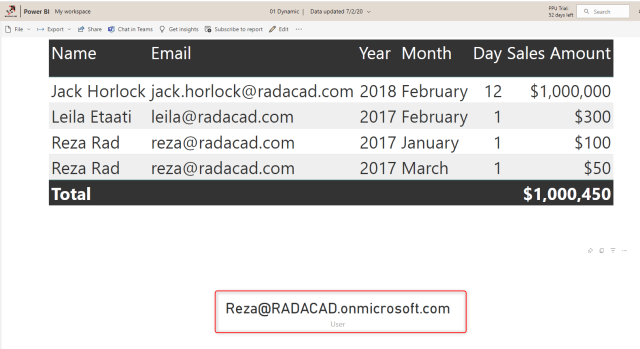 Power BI My workspace 01 Dynamic | Data updated 7/2/20 PPU Trial: 52 days left Search
File Export Share Chat in Teams Get insights Subscribe to report Edit ...
Name Email Year Month Day Sales Amount
Jack Horlock jack.horlock@radacad.com 2018 February 12 $1,000,000
Leila Etaati leila@radacad.com 2017 February 1 $300
Reza Rad reza@radacad.com 2017 January 1 $100
Reza Rad reza@radacad.com 2017 March 1 $50
Total $1,000,450
Reza@RADACAD.onmicrosoft.com
User